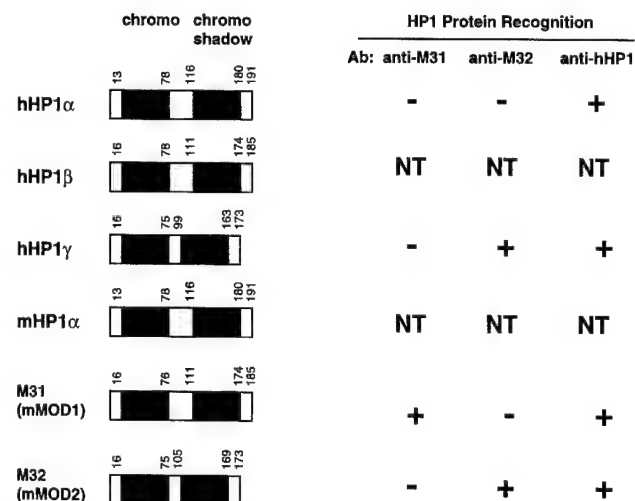 chromo chromo shadow
HP1 Protein Recognition
Ab: anti-M31 anti-M32 anti-hHP1
13 78 116 180 191
hHP1α - - +
16 78 111 174 185
hHP1β NT NT NT
16 75 99 163 173
hHP1γ - + +
13 78 116 180 191
mHP1α NT NT NT
16 76 111 174 185
M31
(mMOD1) + - +
16 75 105 169 173
M32
(mMOD2) - + +